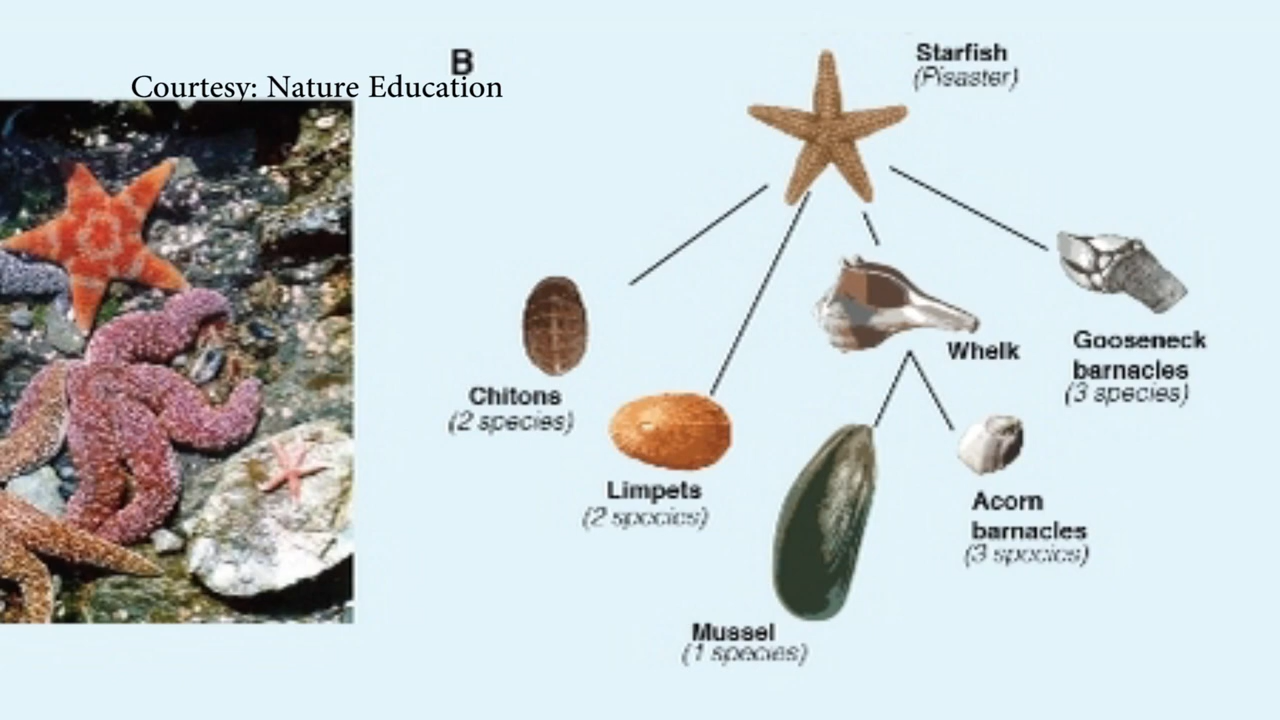 B
Courtesy: Nature Education
Starfish
(Pisaster)
Chitons
(2 species)
Limpets
(2 species)
Whelk
Gooseneck
barnacles
(3 species)
Acorn
barnacles
(3 species)
Mussel
(1 species)